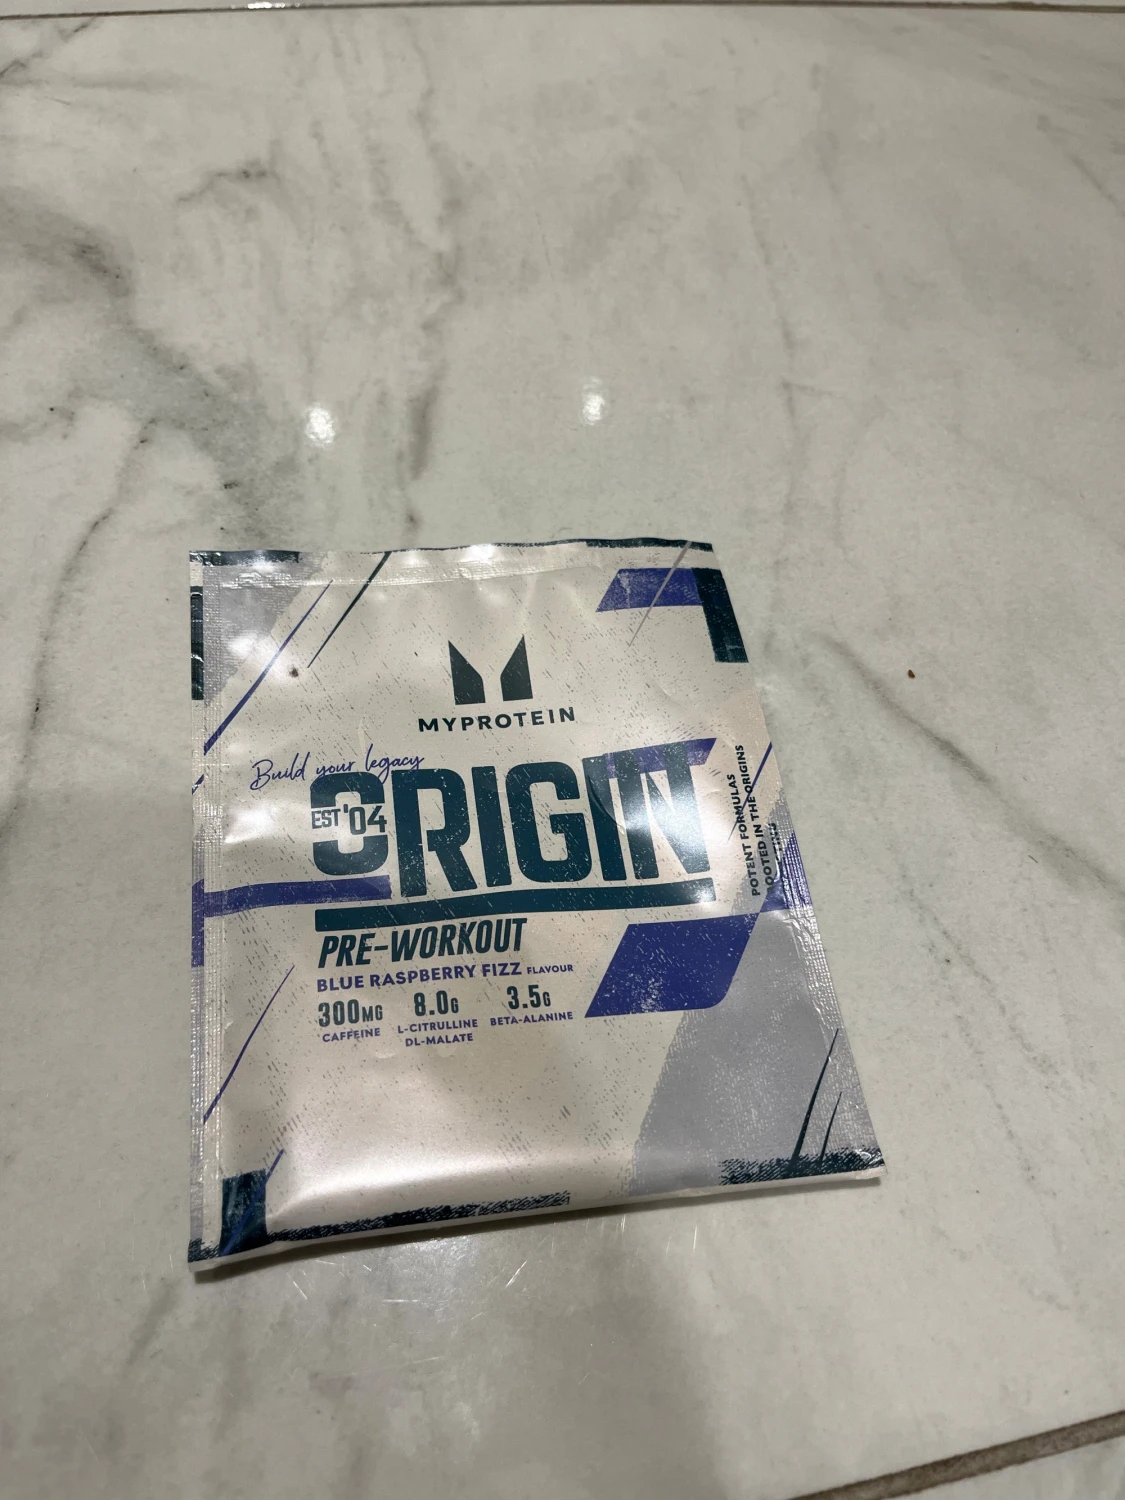 MYPROTEIN
Build your legacy
ORIGIN
EST '04
PRE-WORKOUT
BLUE RASPBERRY FIZZ FLAVOUR
300MG 8.0G 3.5G
CAFFEINE L-CITRULLINE BETA-ALANINE
DL-MALATE
POTENT FORMULAS
ROOTED IN THE ORIGINS